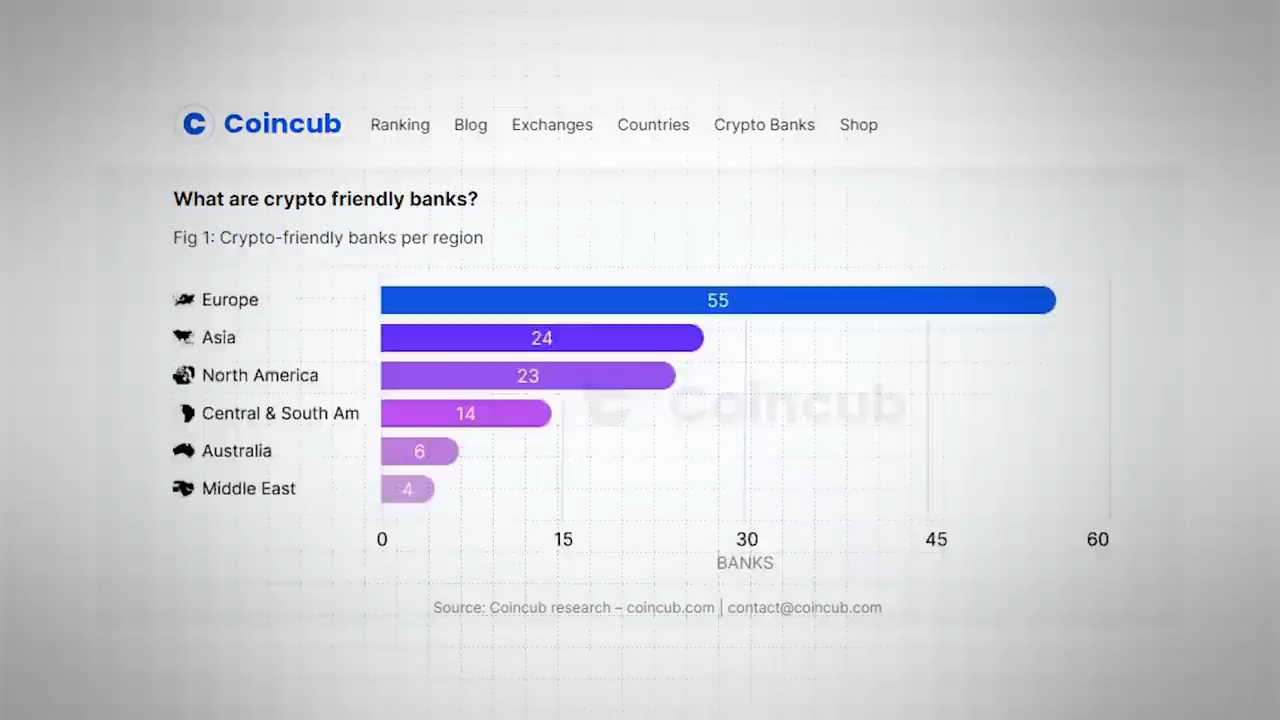 Coincub Ranking Blog Exchanges Countries Crypto Banks Shop
What are crypto friendly banks?
Fig 1: Crypto-friendly banks per region
Europe 55
Asia 24
North America 23
Coincub
Central & South Am 14
Australia 6
Middle East 4
0 15 30 45 60
BANKS
Source: Coincub research – coincub.com | contact@coincub.com